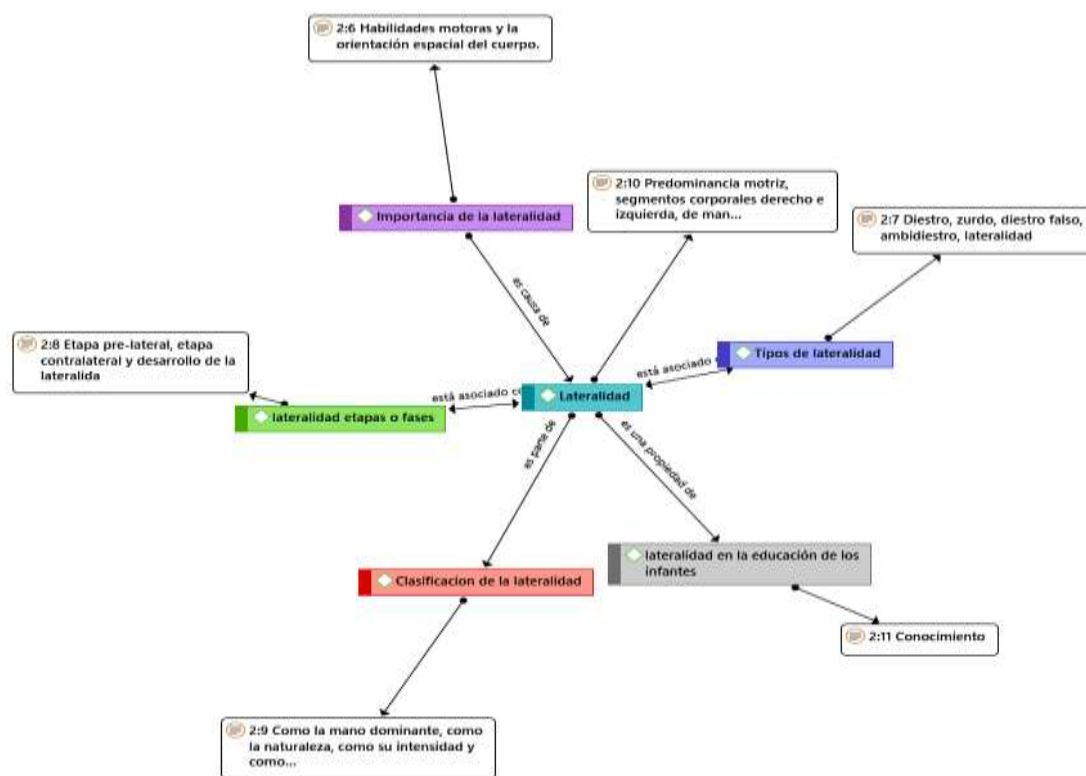 2:6 Habilidades motoras y la
orientación espacial del cuerpo.
2:10 Predominancia motriz,
segmentos corporales derecho e
izquierda, de man...
Importancia de la lateralidad
2:7 Diestro, zurdo, diestro falso,
ambidiestro, lateralidad
es causa de
2:8 Etapa pre-lateral, etapa
contralateral y desarrollo de la
lateralida
Tipos de lateralidad
está asociado c
está asociado c
Lateralidad
lateralidad etapas o fases
es parte de
es una propiedad de
lateralidad en la educación de los
infantes
Clasificacion de la lateralidad
2:11 Conocimiento
2:9 Como la mano dominante, como
la naturaleza, como su intensidad y
como...